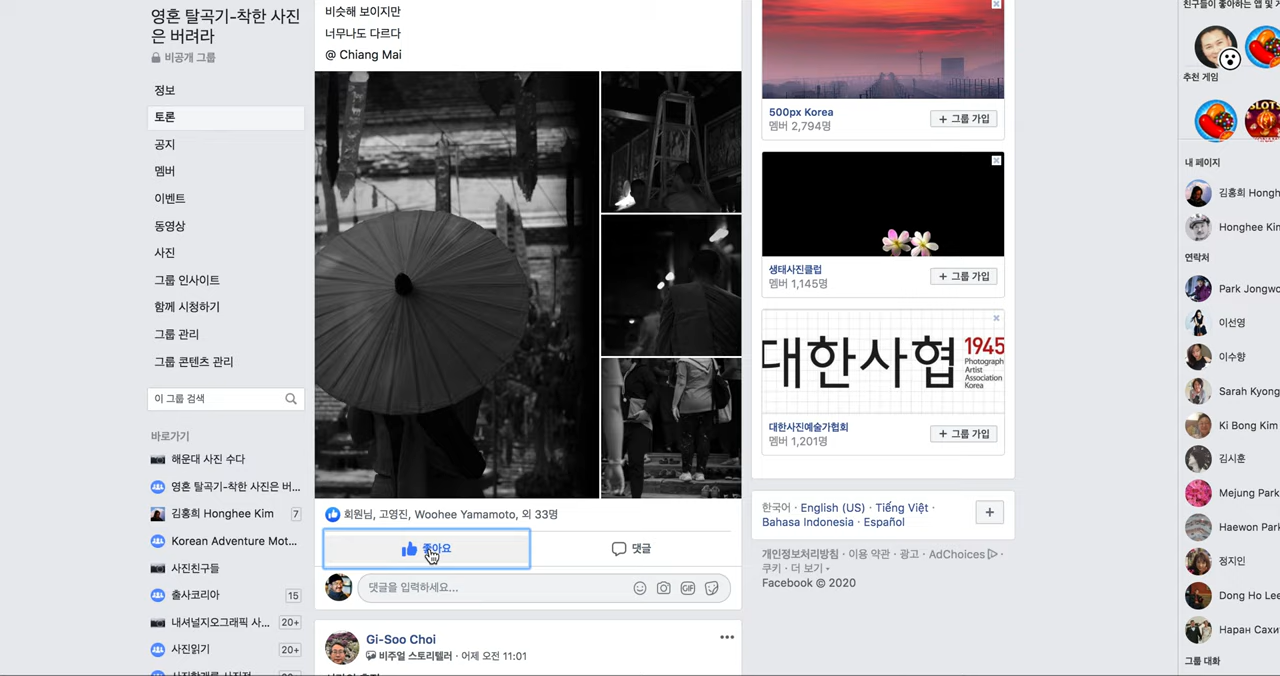 영혼 탈곡기-착한 사진
은 버려라
비공개 그룹
정보
토론
공지
멤버
이벤트
동영상
사진
그룹 인사이트
함께 시청하기
그룹 관리
그룹 콘텐츠 관리
이 그룹 검색
바로가기
해운대 사진 수다
영혼 탈곡기-착한 사진은 버...
김홍희 Honghee Kim 7
Korean Adventure Mot...
사진친구들
출사코리아 15
내셔널지오그래픽 사... 20+
사진읽기 20+
비슷해 보이지만
너무나도 다르다
@ Chiang Mai
회원님, 고영진, Woohee Yamamoto, 외 33명
좋아요
댓글
댓글을 입력하세요...
GIF
Gi-Soo Choi
비주얼 스토리텔러 · 어제 오전 11:01
500px Korea
멤버 2,794명
+ 그룹 가입
생태사진클럽
멤버 1,145명
+ 그룹 가입
대한사협 1945
Photograph
Artist
Association
Korea
대한사진예술가협회
멤버 1,201명
+ 그룹 가입
한국어 · English (US) · Tiếng Việt ·
Bahasa Indonesia · Español
개인정보처리방침 · 이용 약관 · 광고 · AdChoices ·
쿠키 · 더 보기
Facebook © 2020
친구들이 좋아하는 앱 및 게
추천 게임
SLOTS
내 페이지
김홍희 Hongh
Honghee Kin
연락처
Park Jongwo
이선영
이수향
Sarah Kyong
Ki Bong Kim
김시훈
Mejung Park
Haewon Park
정지인
Dong Ho Lee
Наран Сахи
그룹 대화